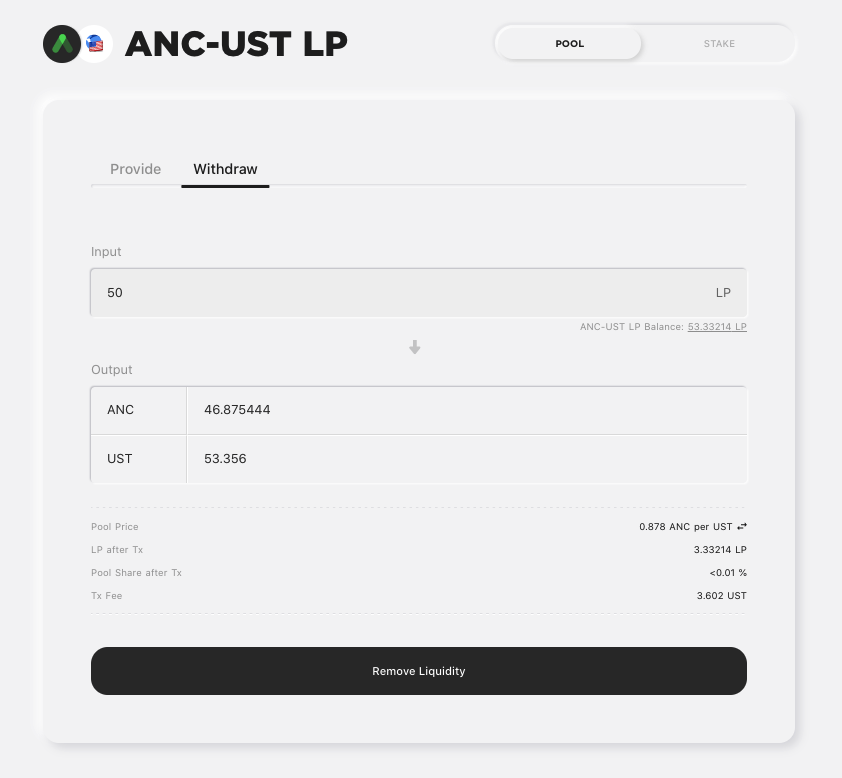 ANC-UST LP
POOL
STAKE
Provide
Withdraw
Input
50
LP
ANC-UST LP Balance: 53.33214 LP
Output
ANC
46.875444
UST
53.356
Pool Price
0.878 ANC per UST
LP after Tx
3.33214 LP
Pool Share after Tx
<0.01 %
Tx Fee
3.602 UST
Remove Liquidity